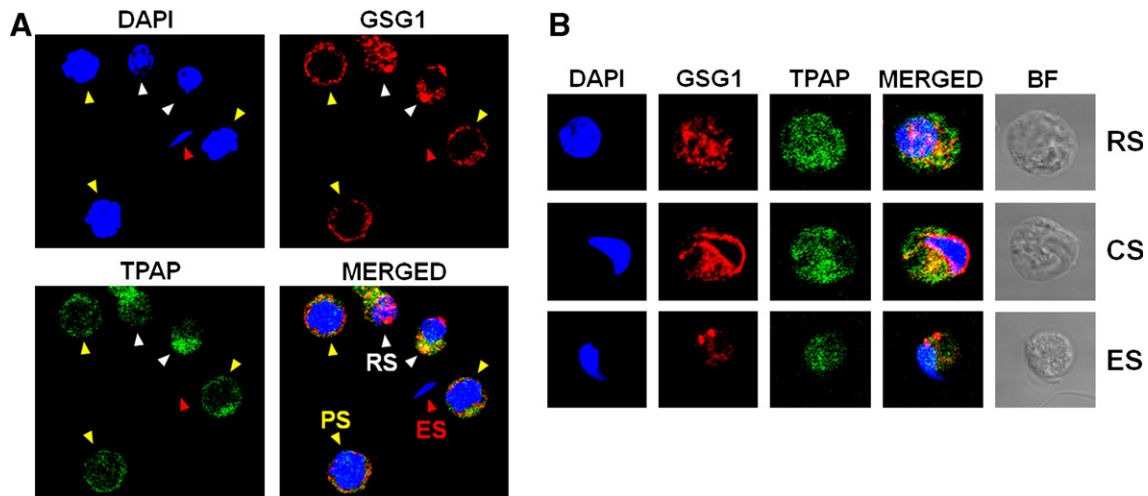 A
DAPI
GSG1
TPAP
MERGED
RS
PS
ES
B
DAPI GSG1 TPAP MERGED BF
RS
CS
ES